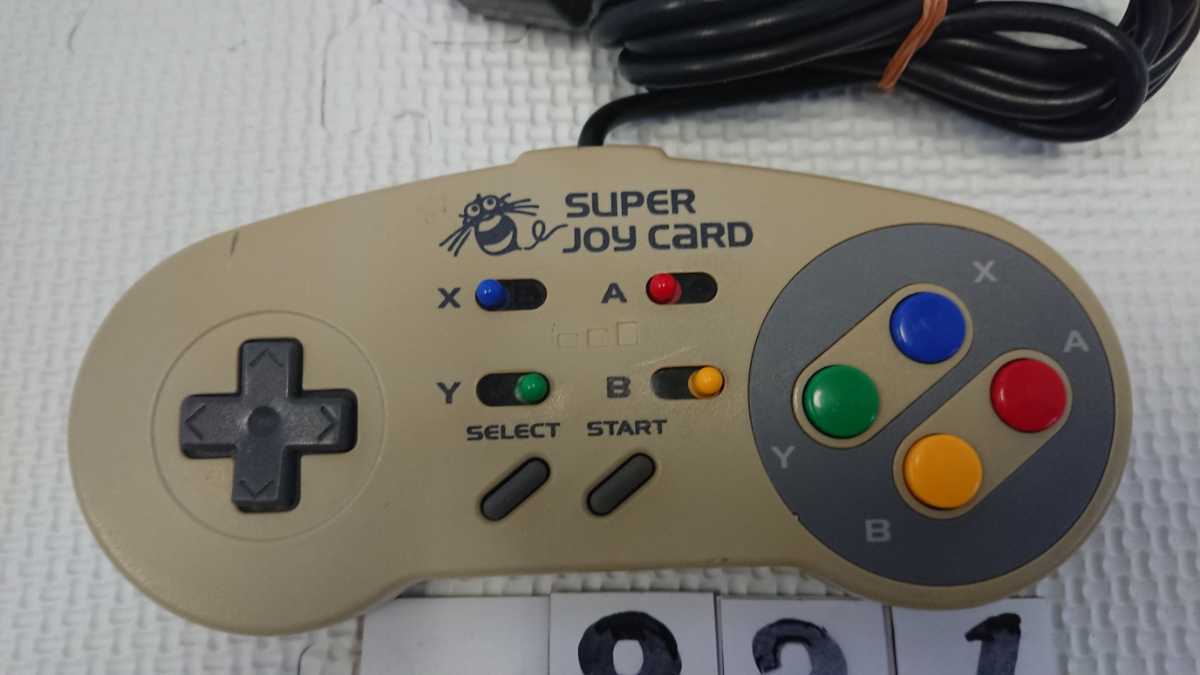 SUPER
JOY CARD
X A
Y B
SELECT START
X
A
Y
B